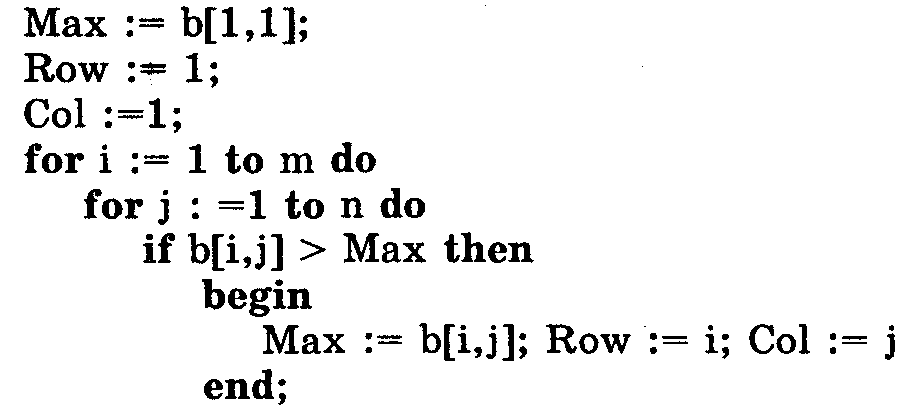 Max := b[1,1];
Row := 1;
Col :=1;
for i := 1 to m do
for j : =1 to n do
if b[i,j] > Max then
begin
Max := b[i,j]; Row := i; Col := j
end;